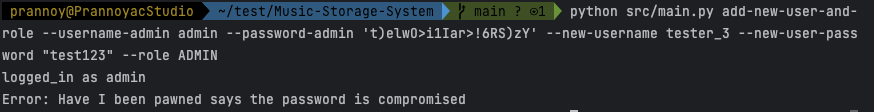 prannoy@PrannoyacStudio ~/test/Music-Storage-System main ? ⊙1 python src/main.py add-new-user-and-
role --username-admin admin --password-admin 't)elwO>i1Iar>!6RS)zY' --new-username tester_3 --new-user-pass
word "test123" --role ADMIN
logged_in as admin
Error: Have I been pawned says the password is compromised